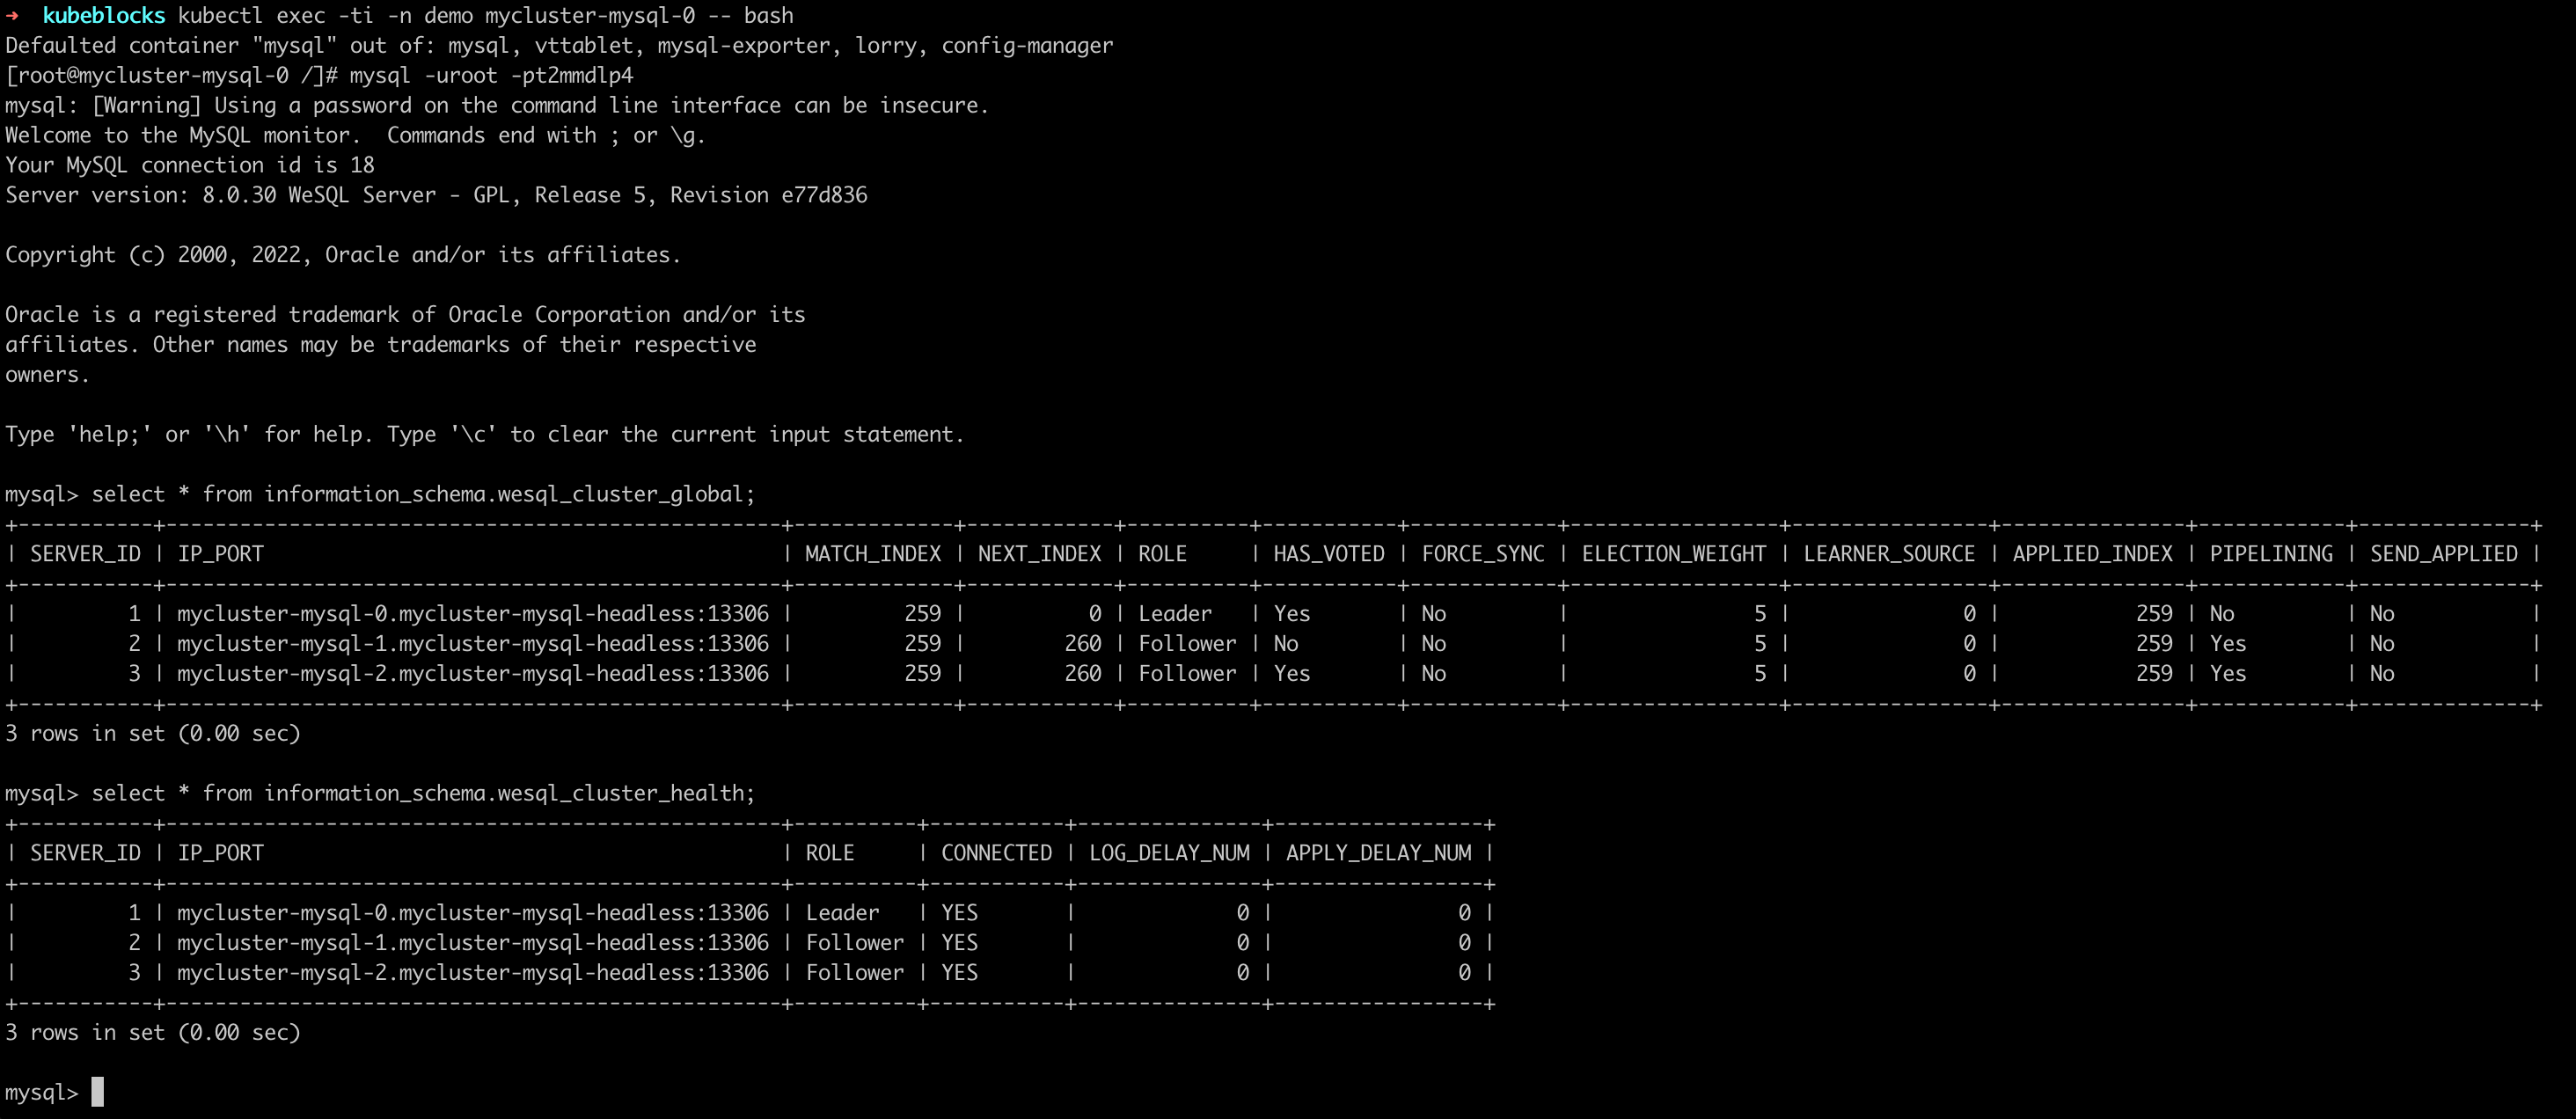 ➜  kubeblocks kubectl exec -ti -n demo mycluster-mysql-0 -- bash
Defaulted container "mysql" out of: mysql, vttablet, mysql-exporter, lorry, config-manager
[root@mycluster-mysql-0 /]# mysql -uroot -pt2mmdlp4
mysql: [Warning] Using a password on the command line interface can be insecure.
Welcome to the MySQL monitor.  Commands end with ; or \g.
Your MySQL connection id is 18
Server version: 8.0.30 WeSQL Server - GPL, Release 5, Revision e77d836

Copyright (c) 2000, 2022, Oracle and/or its affiliates.

Oracle is a registered trademark of Oracle Corporation and/or its
affiliates. Other names may be trademarks of their respective
owners.

Type 'help;' or '\h' for help. Type '\c' to clear the current input statement.

mysql> select * from information_schema.wesql_cluster_global;
+-----------+--------------------------------------------------+-------------+------------+----------+-----------+------------+-----------------+----------------+---------------+------------+--------------+
| SERVER_ID | IP_PORT                                          | MATCH_INDEX | NEXT_INDEX | ROLE     | HAS_VOTED | FORCE_SYNC | ELECTION_WEIGHT | LEARNER_SOURCE | APPLIED_INDEX | PIPELINING | SEND_APPLIED |
+-----------+--------------------------------------------------+-------------+------------+----------+-----------+------------+-----------------+----------------+---------------+------------+--------------+
|         1 | mycluster-mysql-0.mycluster-mysql-headless:13306 |         259 |          0 | Leader   | Yes       | No         |               5 |              0 |           259 | No         | No           |
|         2 | mycluster-mysql-1.mycluster-mysql-headless:13306 |         259 |        260 | Follower | No        | No         |               5 |              0 |           259 | Yes        | No           |
|         3 | mycluster-mysql-2.mycluster-mysql-headless:13306 |         259 |        260 | Follower | Yes       | No         |               5 |              0 |           259 | Yes        | No           |
+-----------+--------------------------------------------------+-------------+------------+----------+-----------+------------+-----------------+----------------+---------------+------------+--------------+
3 rows in set (0.00 sec)

mysql> select * from information_schema.wesql_cluster_health;
+-----------+--------------------------------------------------+----------+-----------+---------------+-----------------+
| SERVER_ID | IP_PORT                                          | ROLE     | CONNECTED | LOG_DELAY_NUM | APPLY_DELAY_NUM |
+-----------+--------------------------------------------------+----------+-----------+---------------+-----------------+
|         1 | mycluster-mysql-0.mycluster-mysql-headless:13306 | Leader   | YES       |             0 |               0 |
|         2 | mycluster-mysql-1.mycluster-mysql-headless:13306 | Follower | YES       |             0 |               0 |
|         3 | mycluster-mysql-2.mycluster-mysql-headless:13306 | Follower | YES       |             0 |               0 |
+-----------+--------------------------------------------------+----------+-----------+---------------+-----------------+
3 rows in set (0.00 sec)

mysql>